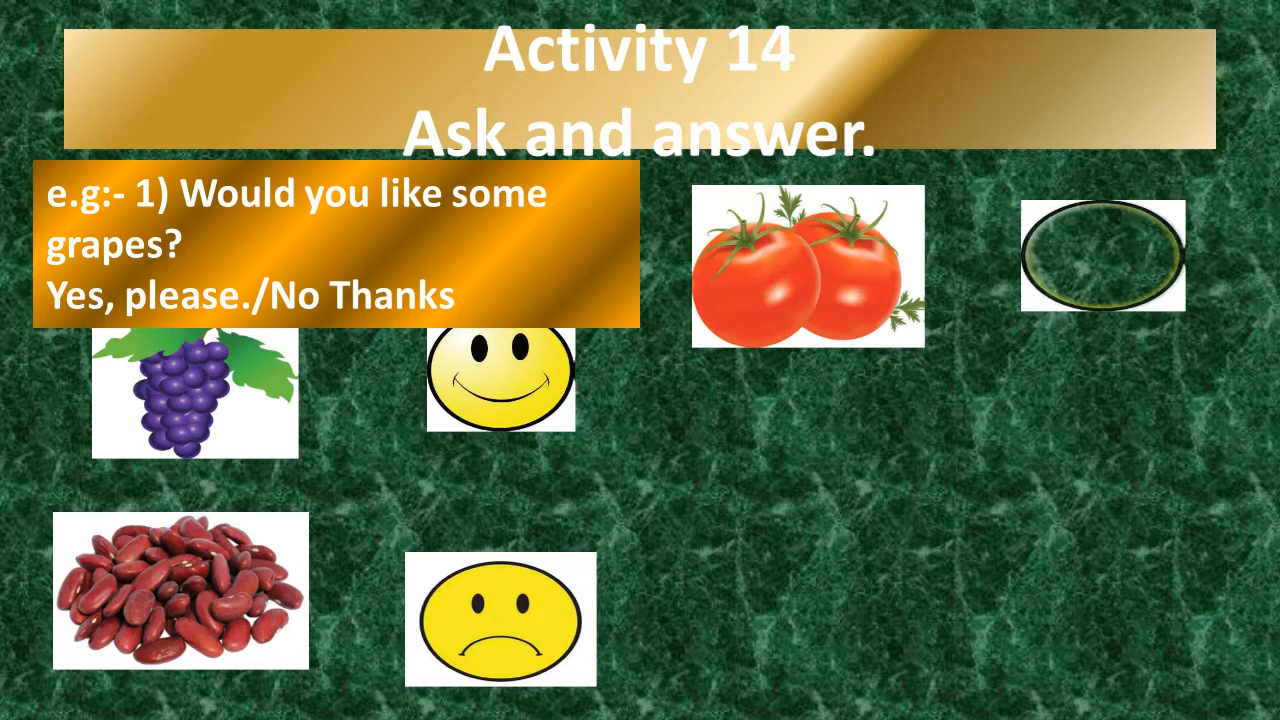 Activity 14
Ask and answer.
e.g:- 1) Would you like some
grapes?
Yes, please./No Thanks